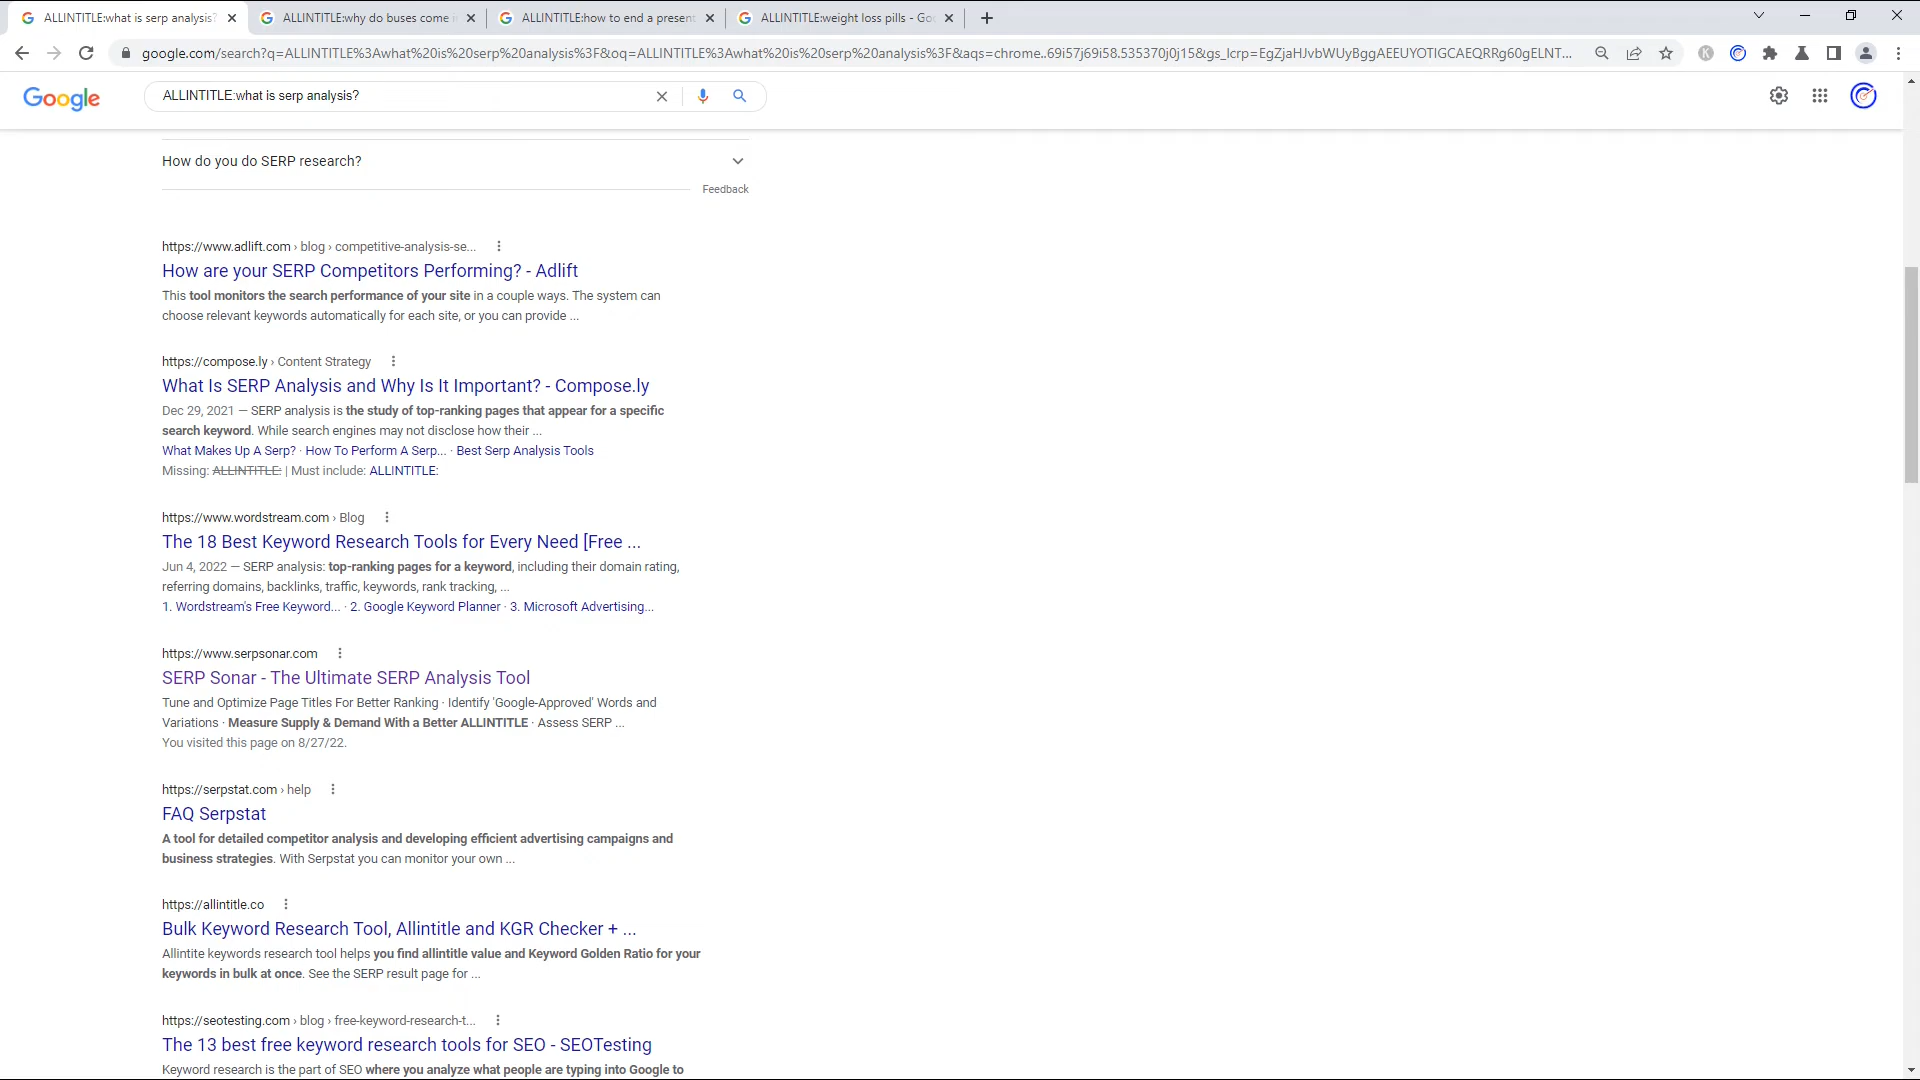 ALLINTITLE:what is serp analysis?
ALLINTITLE:why do buses come
ALLINTITLE:how to end a present
ALLINTITLE:weight loss pills - Go
google.com/search?q=ALLINTITLE%3Awhat%20is%20serp%20analysis%3F&oq=ALLINTITLE%3Awhat%20is%20serp%20analysis%3F&aqs=chrome..69i57j69i58.535370j0j15&gs_lcrp=EgZjaHJvbWUyBggAEEUYOTIGCAEQRRg60gELNT...
K
Google
ALLINTITLE:what is serp analysis?
How do you do SERP research?
Feedback
https://www.adlift.com › blog › competitive-analysis-se...
How are your SERP Competitors Performing? - Adlift
This tool monitors the search performance of your site in a couple ways. The system can
choose relevant keywords automatically for each site, or you can provide ...
https://compose.ly › Content Strategy
What Is SERP Analysis and Why Is It Important? - Compose.ly
Dec 29, 2021 — SERP analysis is the study of top-ranking pages that appear for a specific
search keyword. While search engines may not disclose how their ...
What Makes Up A Serp? · How To Perform A Serp... · Best Serp Analysis Tools
Missing: ALLINTITLE: | Must include: ALLINTITLE:
https://www.wordstream.com › Blog
The 18 Best Keyword Research Tools for Every Need [Free ...
Jun 4, 2022 — SERP analysis: top-ranking pages for a keyword, including their domain rating,
referring domains, backlinks, traffic, keywords, rank tracking, ...
1. Wordstream's Free Keyword... · 2. Google Keyword Planner · 3. Microsoft Advertising...
https://www.serpsonar.com
SERP Sonar - The Ultimate SERP Analysis Tool
Tune and Optimize Page Titles For Better Ranking · Identify 'Google-Approved' Words and
Variations · Measure Supply & Demand With a Better ALLINTITLE · Assess SERP ...
You visited this page on 8/27/22.
https://serpstat.com › help
FAQ Serpstat
A tool for detailed competitor analysis and developing efficient advertising campaigns and
business strategies. With Serpstat you can monitor your own ...
https://allintitle.co
Bulk Keyword Research Tool, Allintitle and KGR Checker + ...
Allintite keywords research tool helps you find allintitle value and Keyword Golden Ratio for your
keywords in bulk at once. See the SERP result page for ...
https://seotesting.com › blog › free-keyword-research-t...
The 13 best free keyword research tools for SEO - SEOTesting
Keyword research is the part of SEO where you analyze what people are typing into Google to